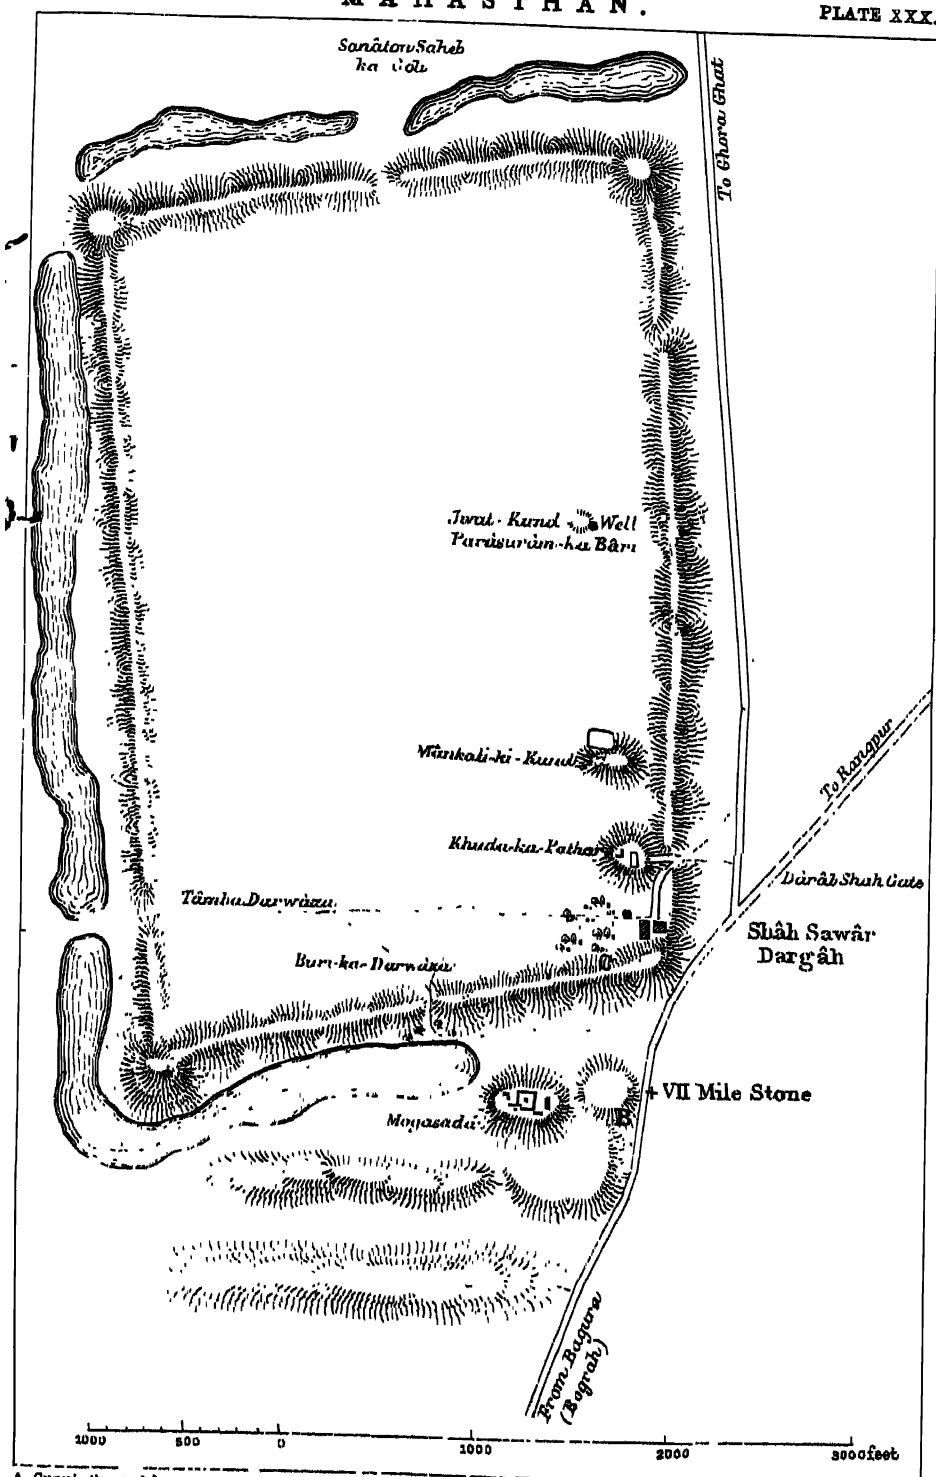 MAHASTHAN.
PLATE XXX.
Sanâton Saheb
ka
To Ghora Ghat
Jwat-Kund
Well
Parâsurâm-ka Bâri
Mânkali-ki-Kund
To Rangpur
Khuda-ka-Pathar
Dârâb Shah Gate
Tâmba Darwâza
Shâh Sawâr
Dargâh
Buri-ka-Darwâza
C
+ VII Mile Stone
B
Mogasada
From Bagura
(Bograh)
1000 500 0 1000 2000 3000 feet